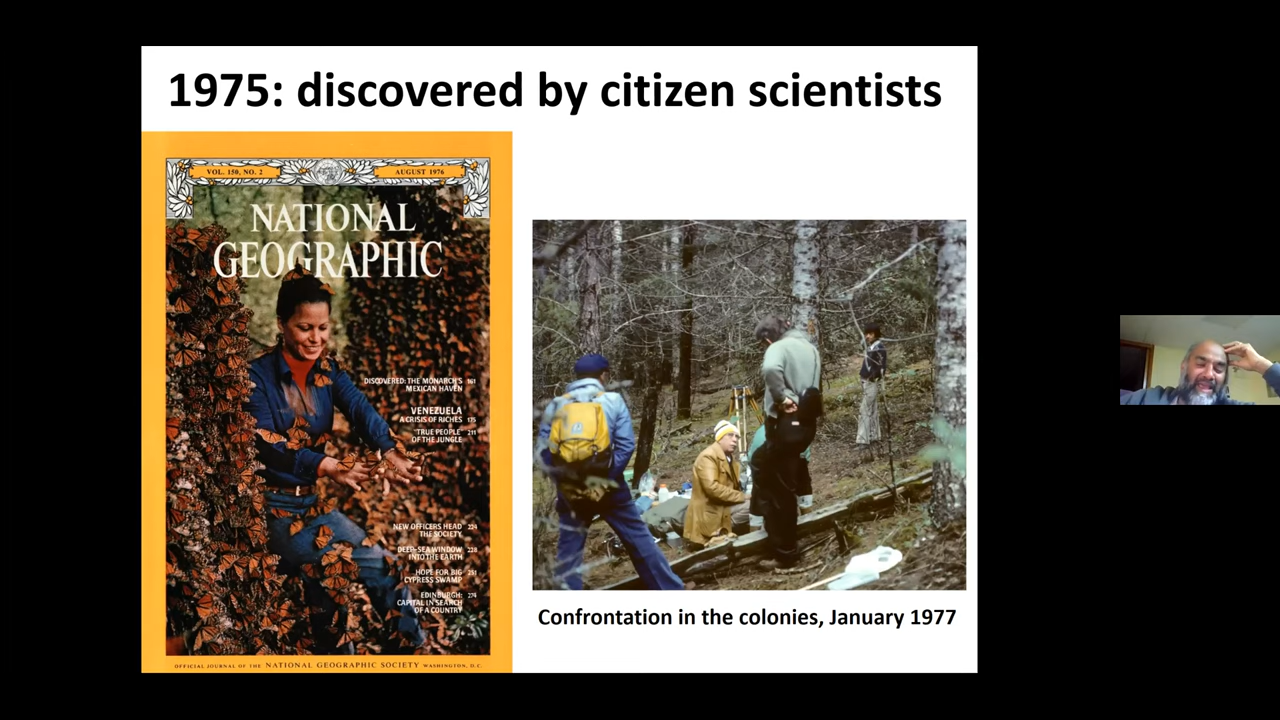 1975: discovered by citizen scientists
VOL. 150, NO. 2
AUGUST 1976
NATIONAL
GEOGRAPHIC
DISCOVERED: THE MONARCH'S 161
MEXICAN HAVEN
VENEZUELA
A CRISIS OF RICHES 175
"TRUE PEOPLE" 211
OF THE JUNGLE
NEW OFFICERS HEAD 224
THE SOCIETY
DEEP-SEA WINDOW 228
INTO THE EARTH
HOPE FOR BIG 251
CYPRESS SWAMP
EDINBURGH: 274
CAPITAL IN SEARCH
OF A COUNTRY
OFFICIAL JOURNAL OF THE NATIONAL GEOGRAPHIC SOCIETY WASHINGTON, D.C.
Confrontation in the colonies, January 1977